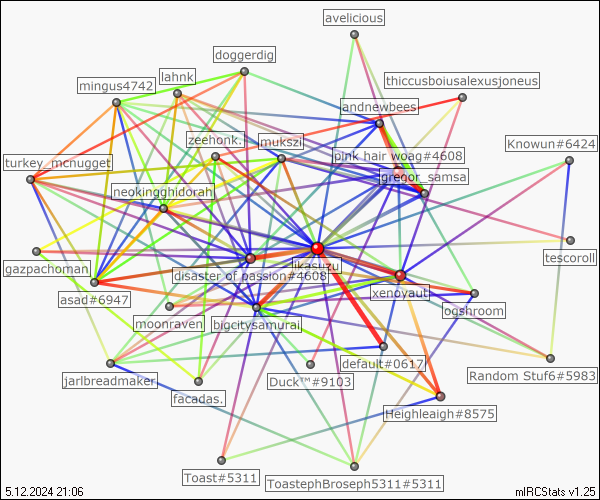 avelicious
doggerdig
lahnk
mingus4742
thiccusboiusalexusjoneus
andnewbees
zeehonk.
mukszi
Knowun#6424
pink hair woag#4608
turkey_mcnugget
gregor_samsa
neokingghidorah
tescoroll
gazpachoman
likasuzu
disaster of passion#4608
asad#6947
xenoyaut
ogshroom
moonraven
bigcitysamurai
default#0617
Random Stuf6#5983
jarlbreadmaker
Duck™#9103
facadas.
Heighleigh#8575
Toast#5311
ToastephBroseph5311#5311
5.12.2024 21:06
mIRCStats v1.25